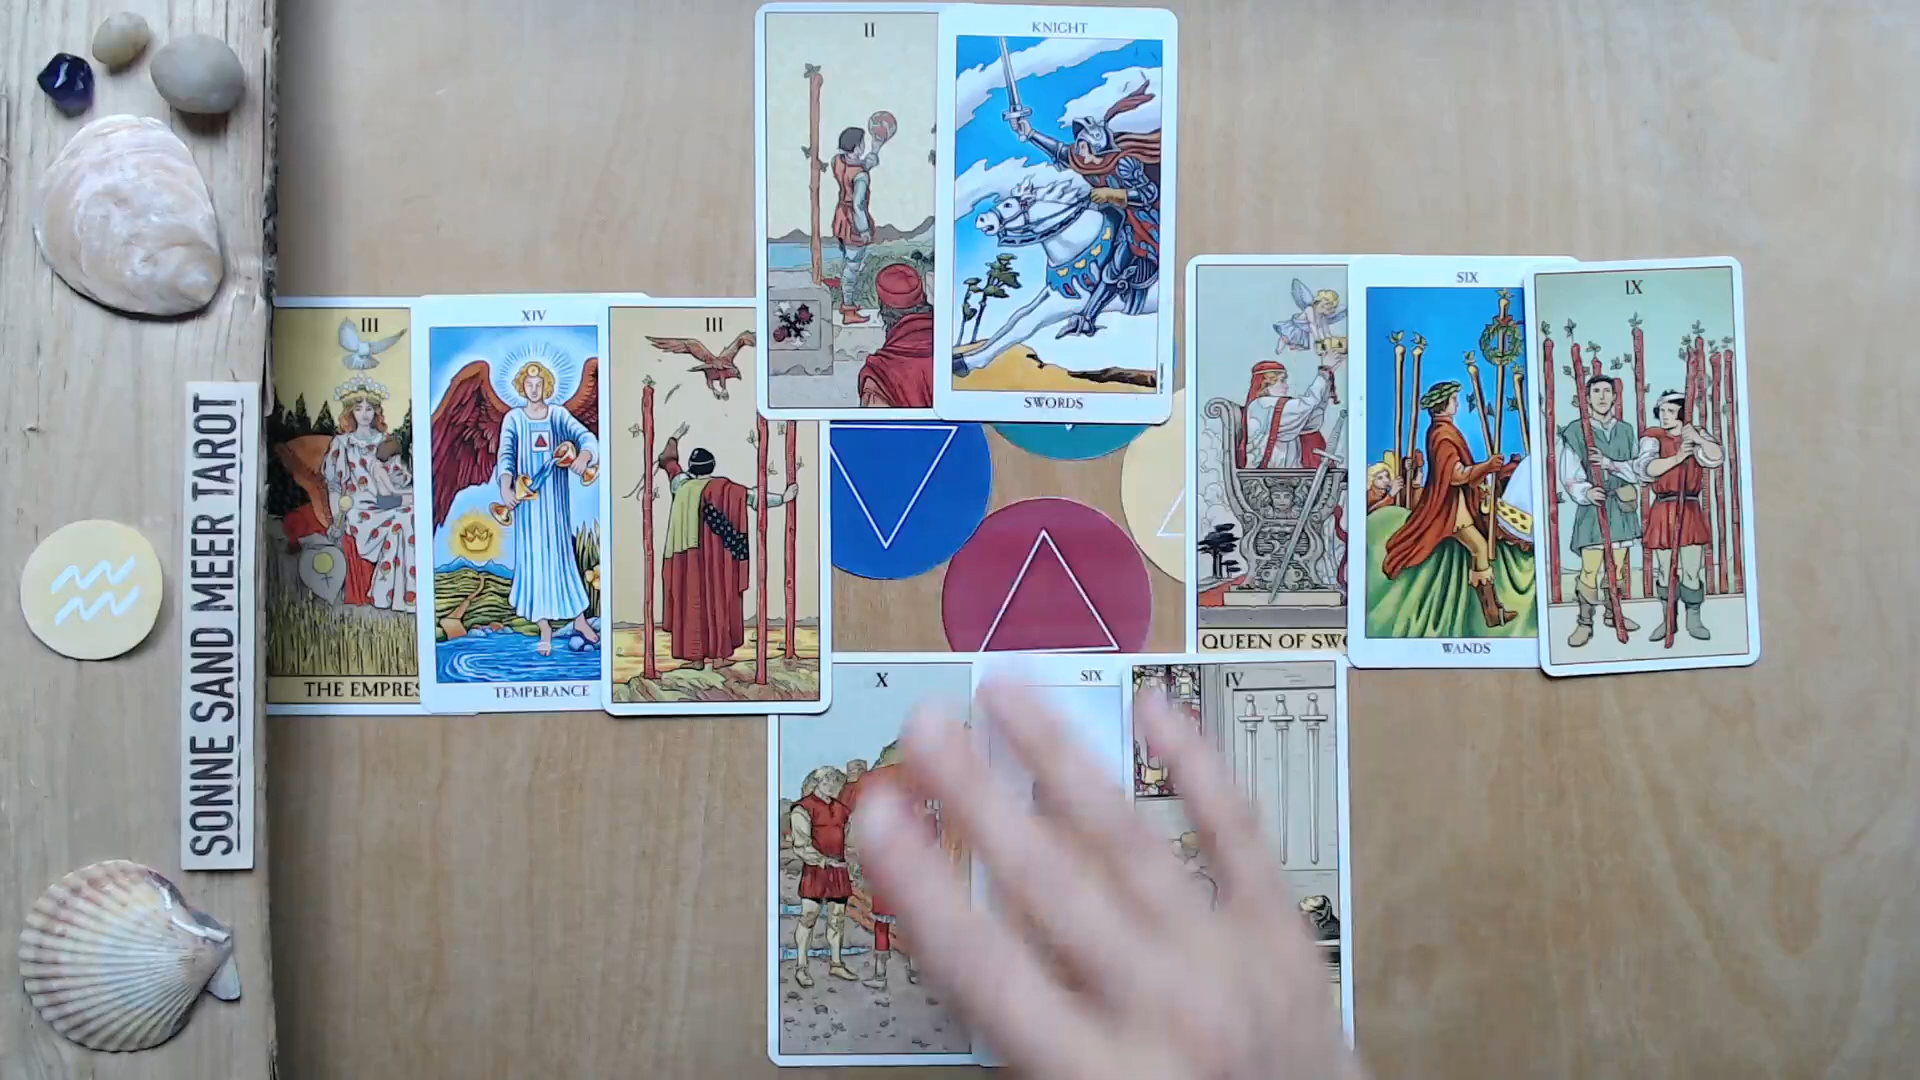 II
KNIGHT
SWORDS
III
THE EMPRES
XIV
TEMPERANCE
III
QUEEN OF SWO
SIX
WANDS
IX
X
SIX
IV
SONNE SAND MEER TAROT